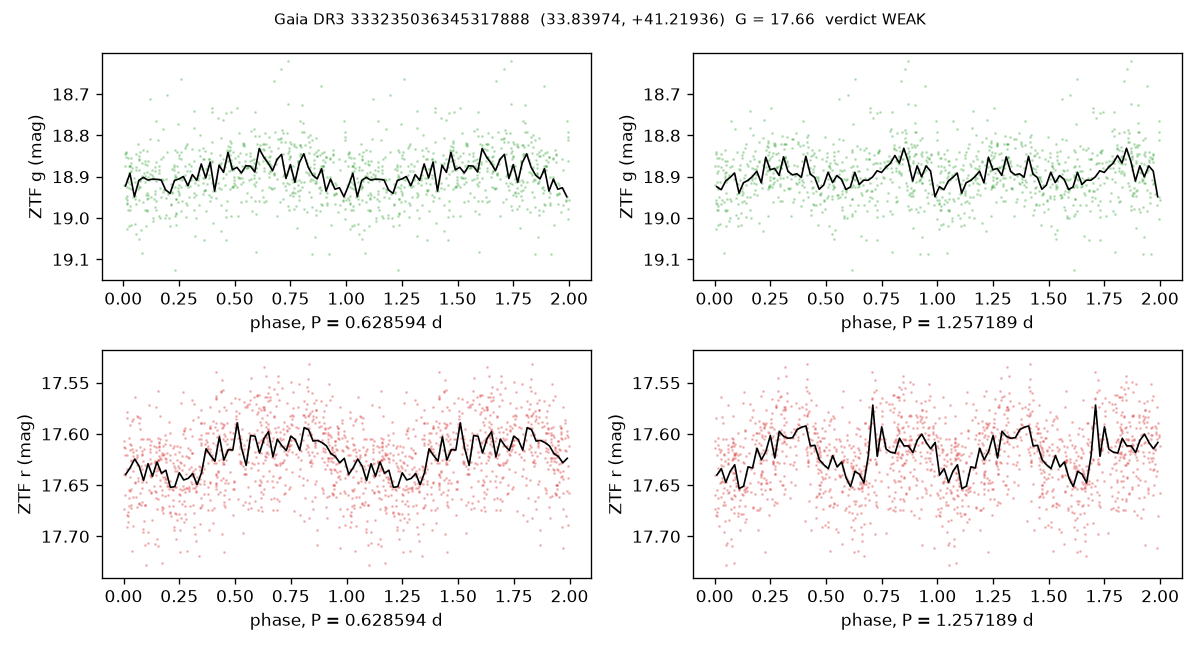 Gaia DR3 333235036345317888 (33.83974, +41.21936) G = 17.66 verdict WEAK
ZTF g (mag)
18.7
18.8
18.9
19.0
19.1
0.00 0.25 0.50 0.75 1.00 1.25 1.50 1.75 2.00
phase, P = 0.628594 d
ZTF g (mag)
18.7
18.8
18.9
19.0
19.1
0.00 0.25 0.50 0.75 1.00 1.25 1.50 1.75 2.00
phase, P = 1.257189 d
ZTF r (mag)
17.55
17.60
17.65
17.70
0.00 0.25 0.50 0.75 1.00 1.25 1.50 1.75 2.00
phase, P = 0.628594 d
ZTF r (mag)
17.55
17.60
17.65
17.70
0.00 0.25 0.50 0.75 1.00 1.25 1.50 1.75 2.00
phase, P = 1.257189 d